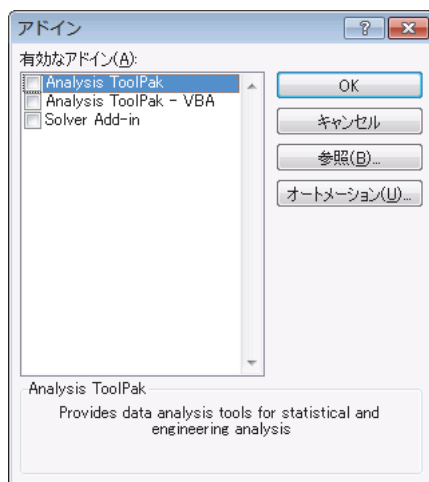 アドイン
有効なアドイン(A):
Analysis ToolPak
Analysis ToolPak - VBA
Solver Add-in
OK
キャンセル
参照(B)...
オートメーション(U)...
Analysis ToolPak
Provides data analysis tools for statistical and
engineering analysis